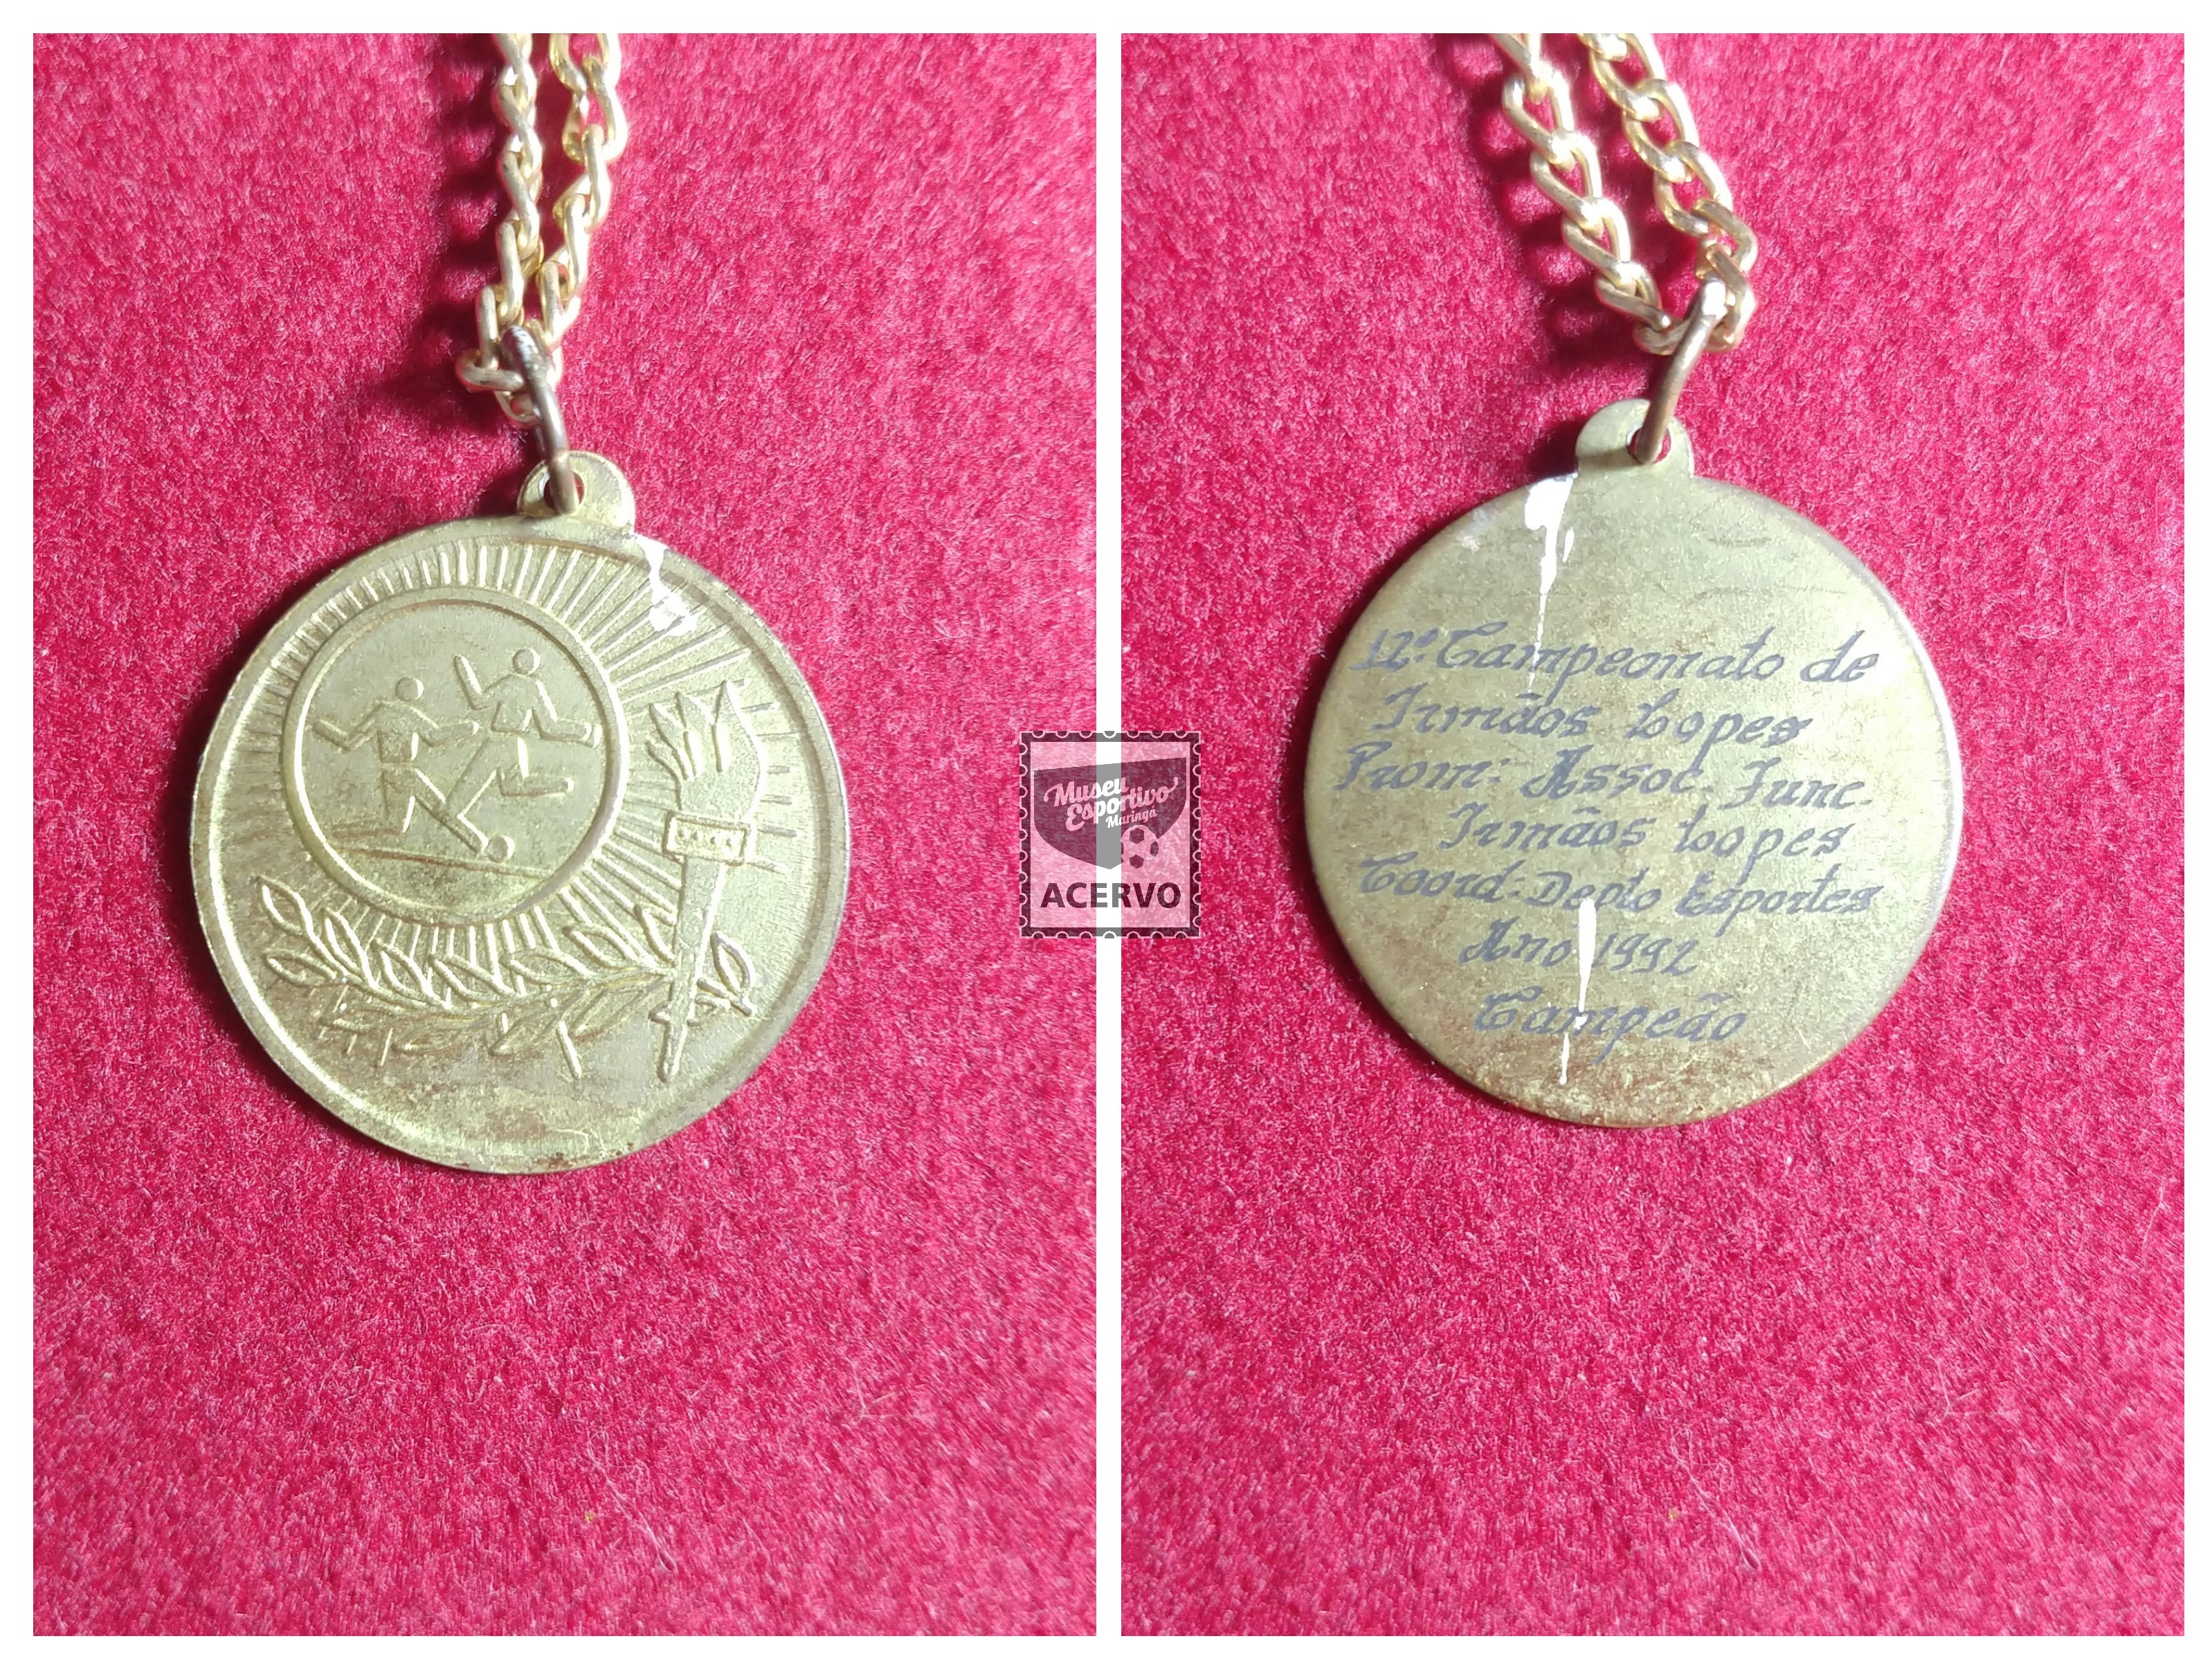 12º Campeonato de
Irmãos Lopes
Prom: Assoc. Func.
Irmãos Lopes
Coord: Depto Esportes
Ano 1992
Campeão
Museu
Esportivo
Maringá
ACERVO